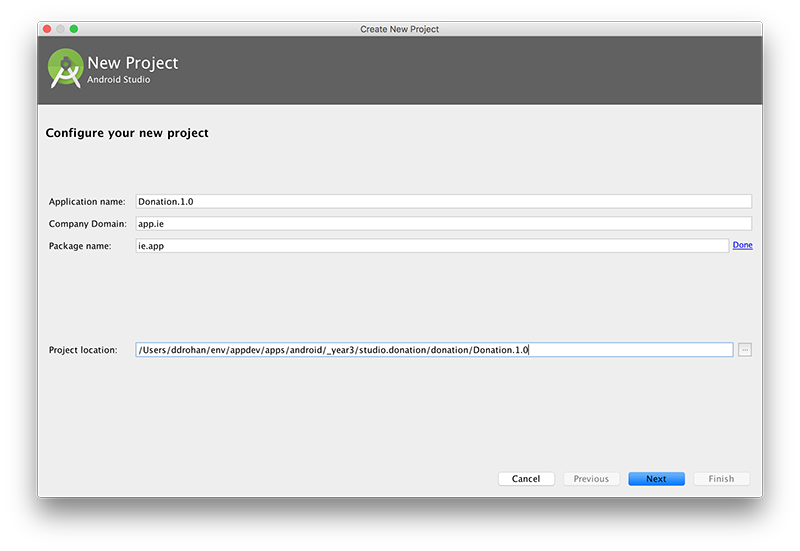 Create New Project
New Project
Android Studio
Configure your new project
Application name: Donation.1.0
Company Domain: app.ie
Package name: ie.app Done
Project location: /Users/ddrohan/env/appdev/apps/android/_year3/studio.donation/donation/Donation.1.0 ...
Cancel Previous Next Finish